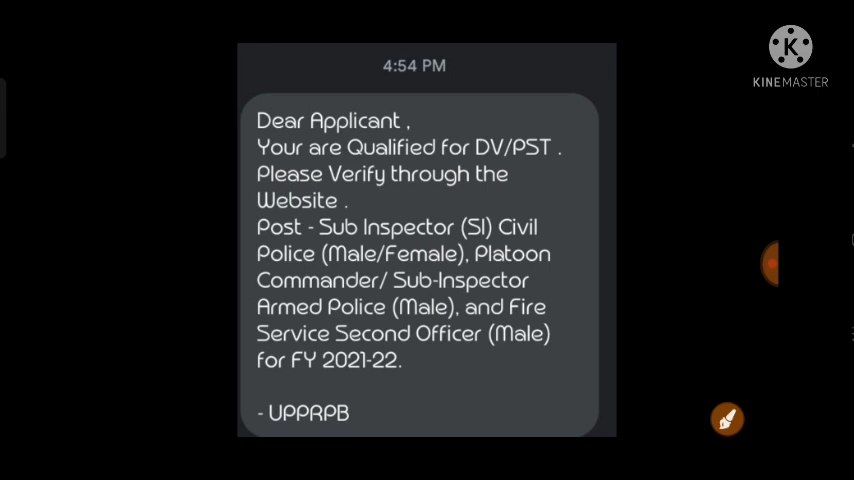 4:54 PM
KINEMASTER
Dear Applicant ,
Your are Qualified for DV/PST .
Please Verify through the
Website .
Post - Sub Inspector (SI) Civil
Police (Male/Female), Platoon
Commander/ Sub-Inspector
Armed Police (Male), and Fire
Service Second Officer (Male)
for FY 2021-22.
- UPPRPB